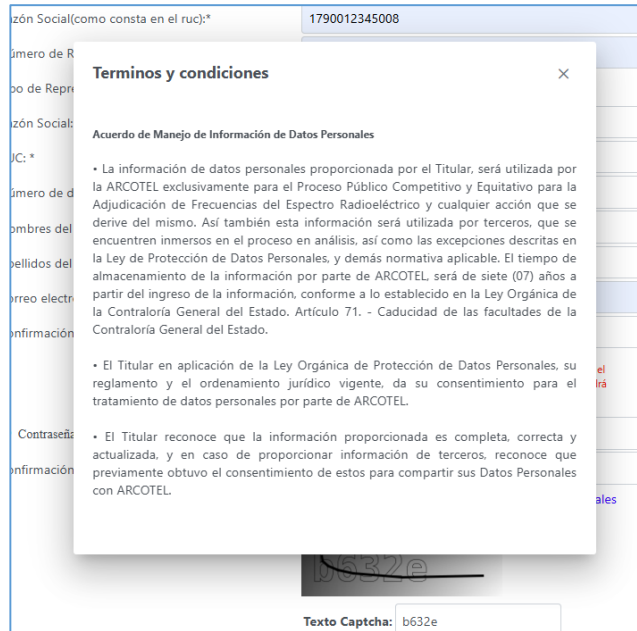 zón Social(como consta en el ruc):*
1790012345008
úmero de R
po de Repre
zón Social:
UC: *
úmero de d
ombres del
pellidos del
orreo electr
onfirmación
Contraseña
onfirmación
Terminos y condiciones
×
Acuerdo de Manejo de Información de Datos Personales
• La información de datos personales proporcionada por el Titular, será utilizada por
la ARCOTEL exclusivamente para el Proceso Público Competitivo y Equitativo para la
Adjudicación de Frecuencias del Espectro Radioeléctrico y cualquier acción que se
derive del mismo. Así también esta información será utilizada por terceros, que se
encuentren inmersos en el proceso en análisis, así como las excepciones descritas en
la Ley de Protección de Datos Personales, y demás normativa aplicable. El tiempo de
almacenamiento de la información por parte de ARCOTEL, será de siete (07) años a
partir del ingreso de la información, conforme a lo establecido en la Ley Orgánica de
la Contraloría General del Estado. Artículo 71. - Caducidad de las facultades de la
Contraloría General del Estado.
• El Titular en aplicación de la Ley Orgánica de Protección de Datos Personales, su
reglamento y el ordenamiento jurídico vigente, da su consentimiento para el
tratamiento de datos personales por parte de ARCOTEL.
• El Titular reconoce que la información proporcionada es completa, correcta y
actualizada, y en caso de proporcionar información de terceros, reconoce que
previamente obtuvo el consentimiento de estos para compartir sus Datos Personales
con ARCOTEL.
el
drá
ales
b632e
Texto Captcha: b632e